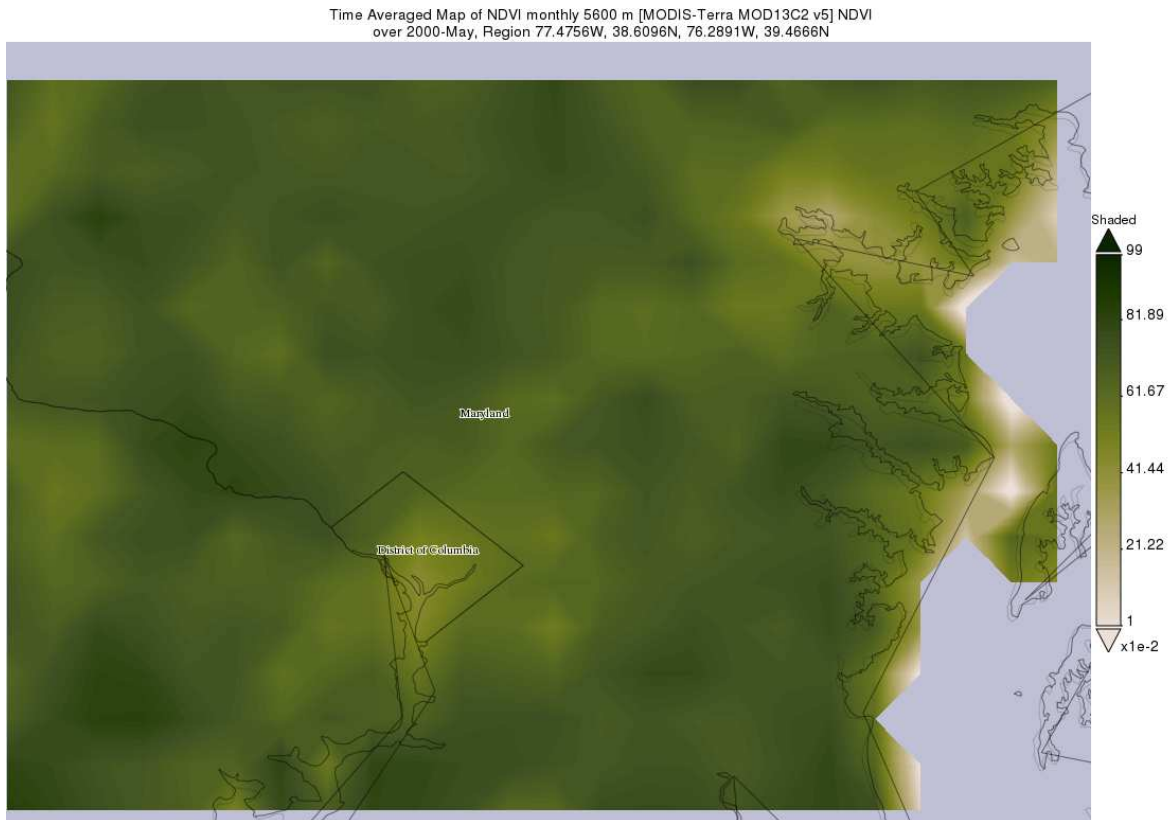 Time Averaged Map of NDVI monthly 5600 m [MODIS-Terra MOD13C2 v5] NDVI
over 2000-May, Region 77.4756W, 38.6096N, 76.2891W, 39.4666N
Shaded
99
81.89
61.67
Maryland
41.44
District of Columbia
21.22
1
x1e-2